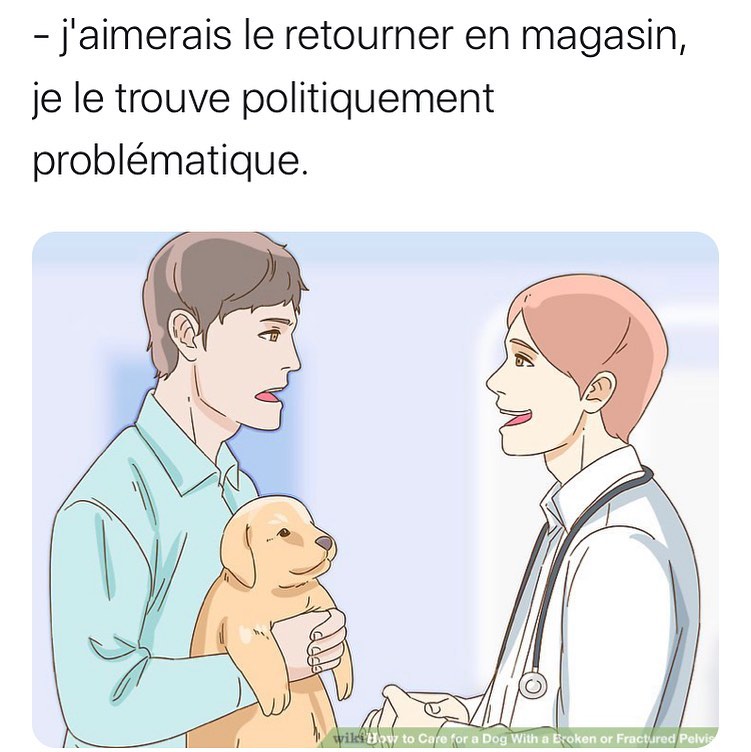 - j'aimerais le retourner en magasin,
je le trouve politiquement
problématique.
wikiHow to Care for a Dog With a Broken or Fractured Pelvis